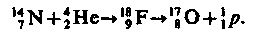 ¹⁴₇N + ⁴₂He → ¹⁸₉F → ¹⁷₈O + ¹₁p.